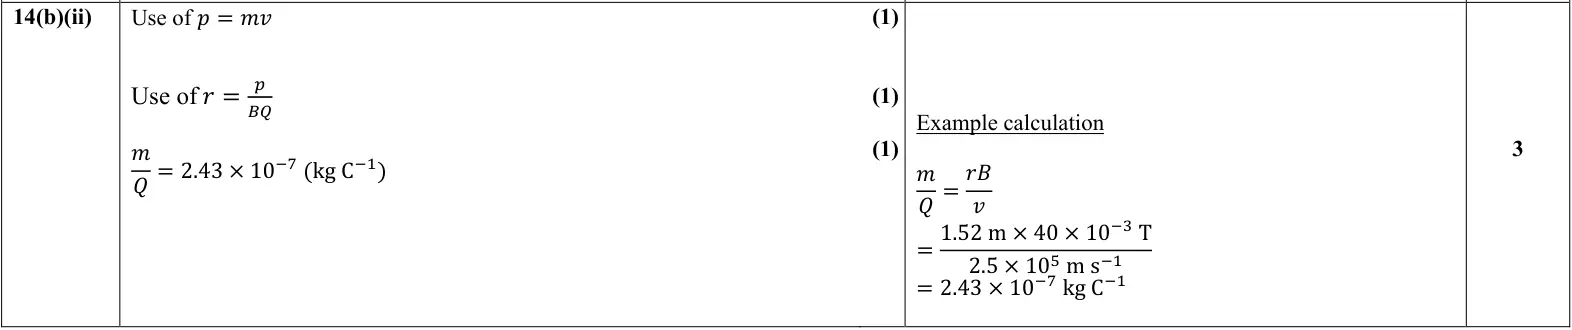 14(b)(ii) Use of p = mv (1)
Use of r = p/BQ (1)
Example calculation
(1) 3
m/Q = 2.43 × 10⁻⁷ (kg C⁻¹)
m/Q = rB/v
= 1.52 m × 40 × 10⁻³ T / 2.5 × 10⁵ m s⁻¹
= 2.43 × 10⁻⁷ kg C⁻¹